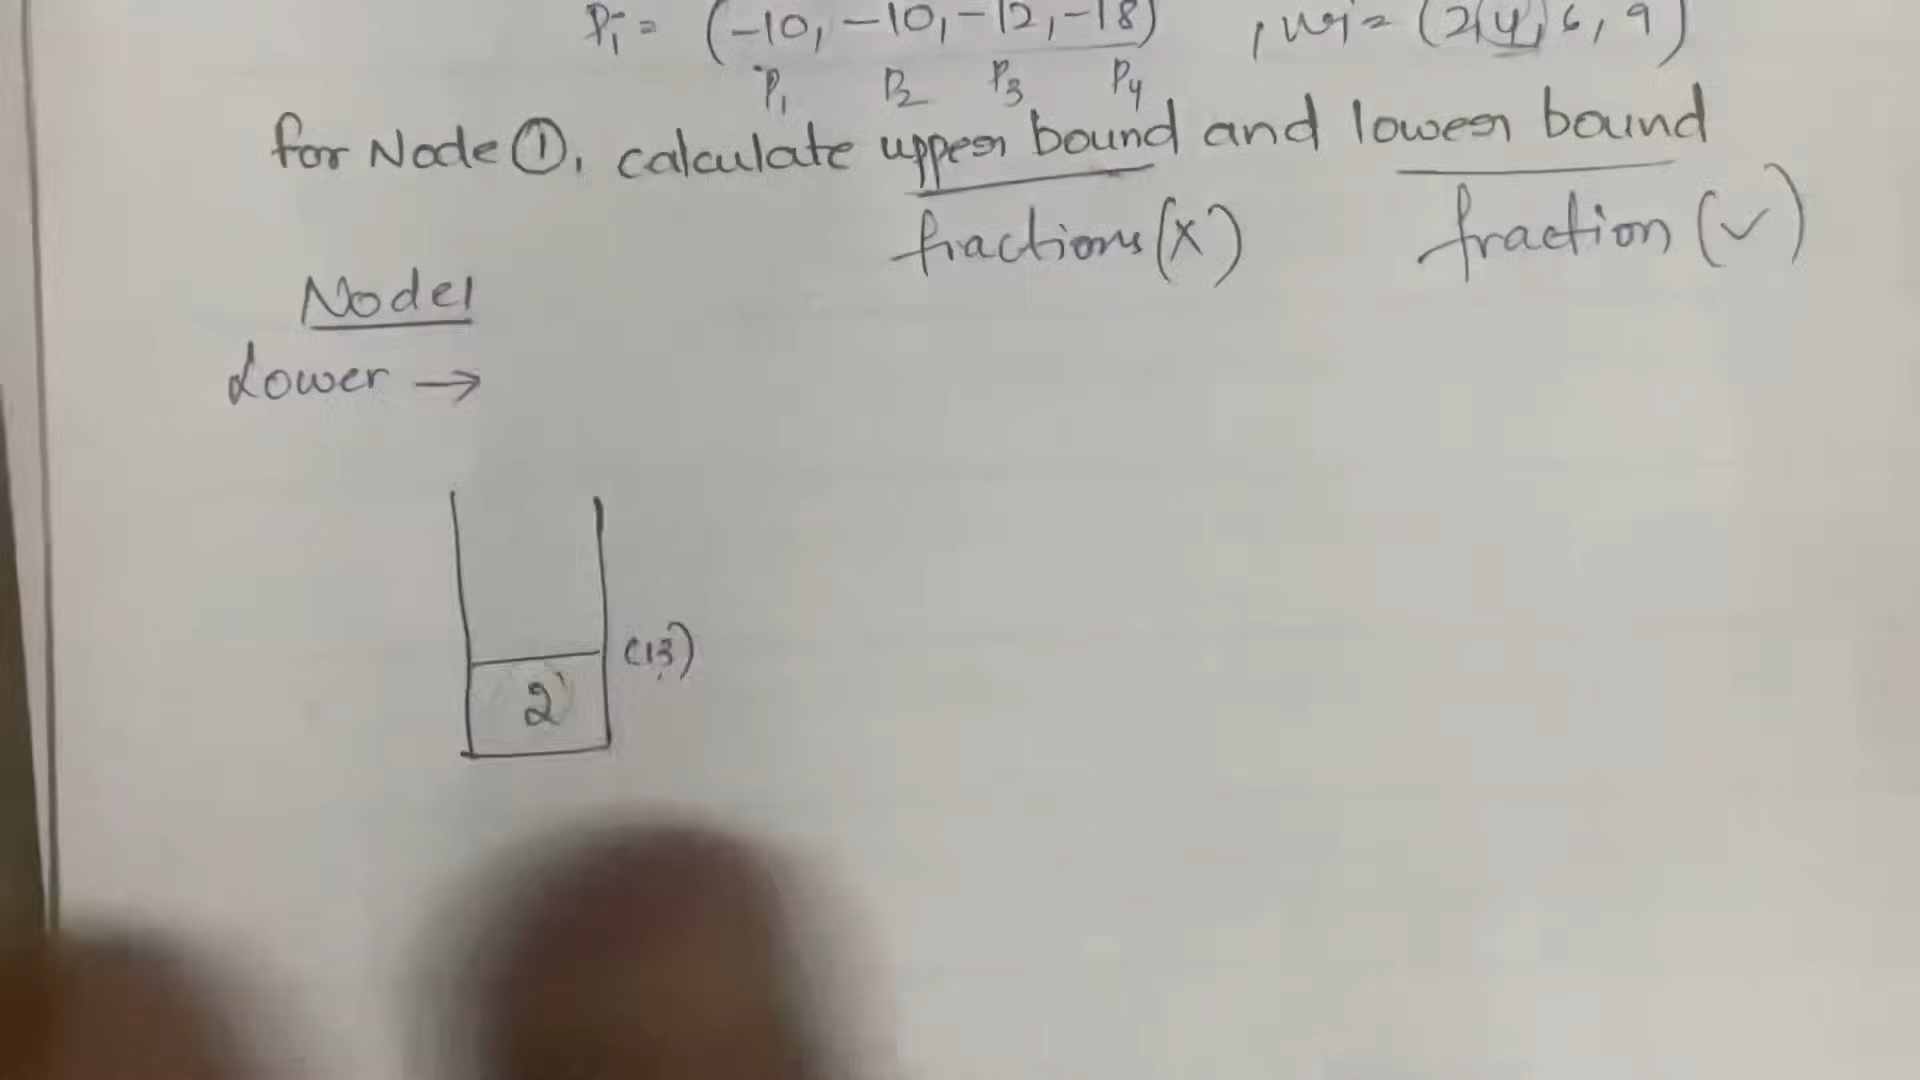 Pi = (-10, -10, -12, -18) , wi = (2, 4, 6, 9)
P1 P2 P3 P4
for Node ①, calculate upper bound and lower bound
fractions (x) fraction (✓)
Node1
Lower →
(13)
2